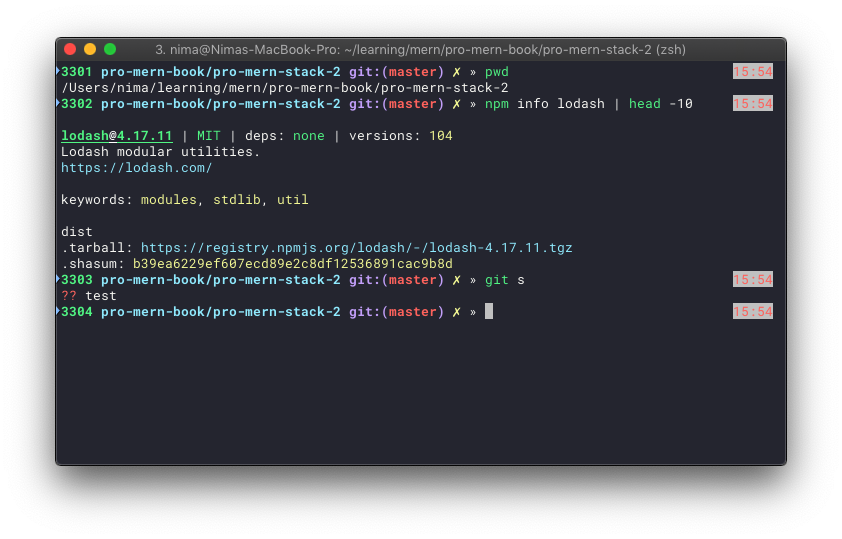 3. nima@Nimas-MacBook-Pro: ~/learning/mern/pro-mern-book/pro-mern-stack-2 (zsh)
3301 pro-mern-book/pro-mern-stack-2 git:(master) ✗ » pwd 15:54
/Users/nima/learning/mern/pro-mern-book/pro-mern-stack-2
3302 pro-mern-book/pro-mern-stack-2 git:(master) ✗ » npm info lodash | head -10 15:54
lodash@4.17.11 | MIT | deps: none | versions: 104
Lodash modular utilities.
https://lodash.com/
keywords: modules, stdlib, util
dist
.tarball: https://registry.npmjs.org/lodash/-/lodash-4.17.11.tgz
.shasum: b39ea6229ef607ecd89e2c8df12536891cac9b8d
3303 pro-mern-book/pro-mern-stack-2 git:(master) ✗ » git s 15:54
?? test
3304 pro-mern-book/pro-mern-stack-2 git:(master) ✗ » 15:54